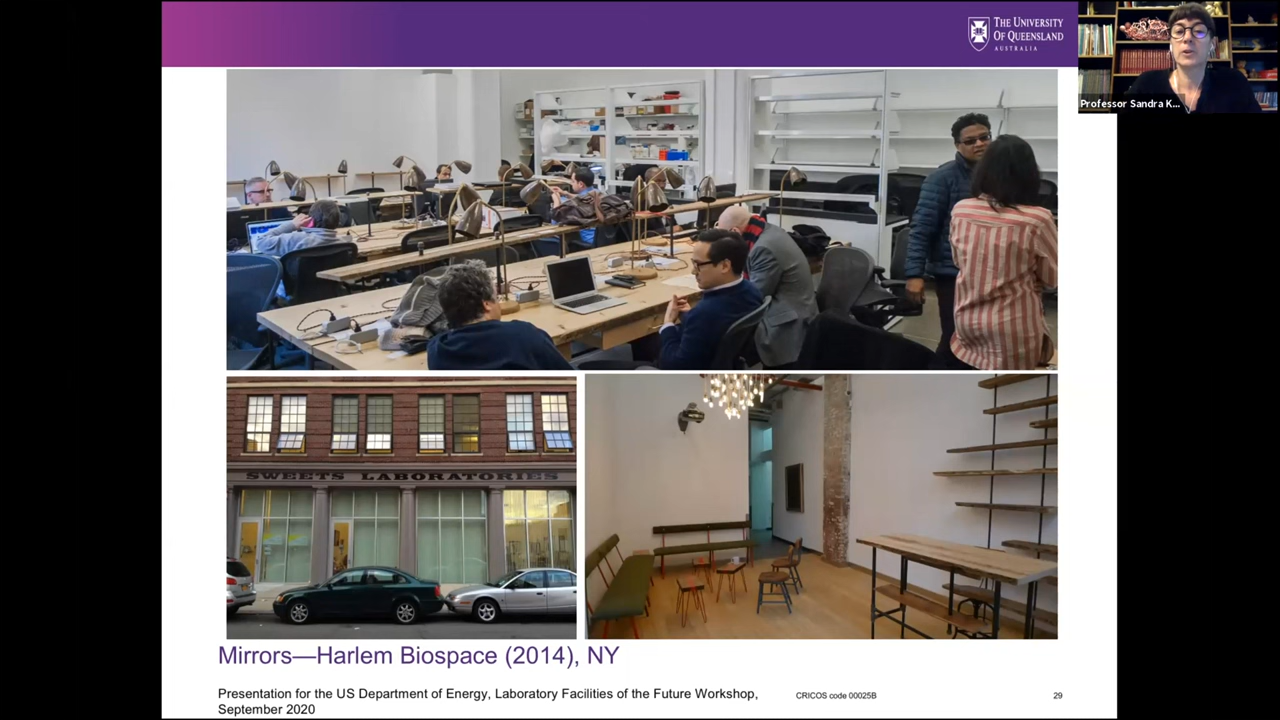 THE UNIVERSITY
OF QUEENSLAND
AUSTRALIA
Professor Sandra K...
SWEETS LABORATORIES
Mirrors—Harlem Biospace (2014), NY
Presentation for the US Department of Energy, Laboratory Facilities of the Future Workshop,
September 2020
CRICOS code 00025B
29